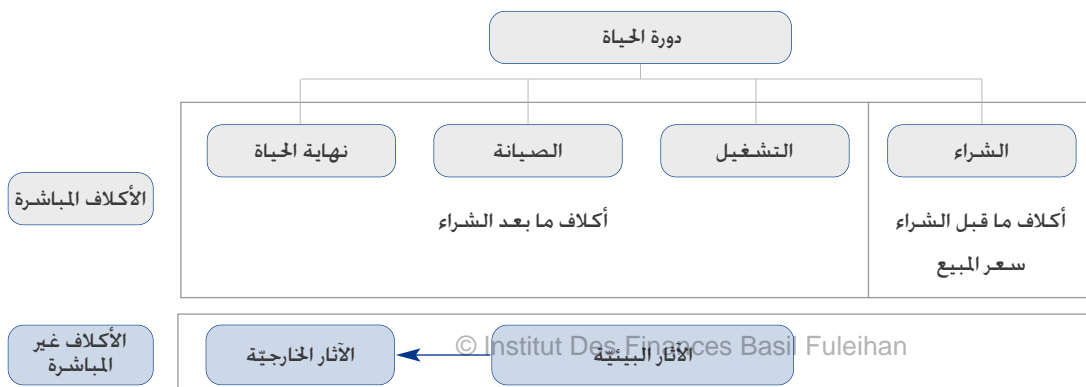 دورة الحياة
الشراء
التشغيل
الصيانة
نهاية الحياة
الأكلاف المباشرة
أكلاف ما قبل الشراء
سعر المبيع
أكلاف ما بعد الشراء
الأكلاف غير
المباشرة
الآثار البيئيّة
الآثار الخارجيّة
© Institut Des Finances Basil Fuleihan